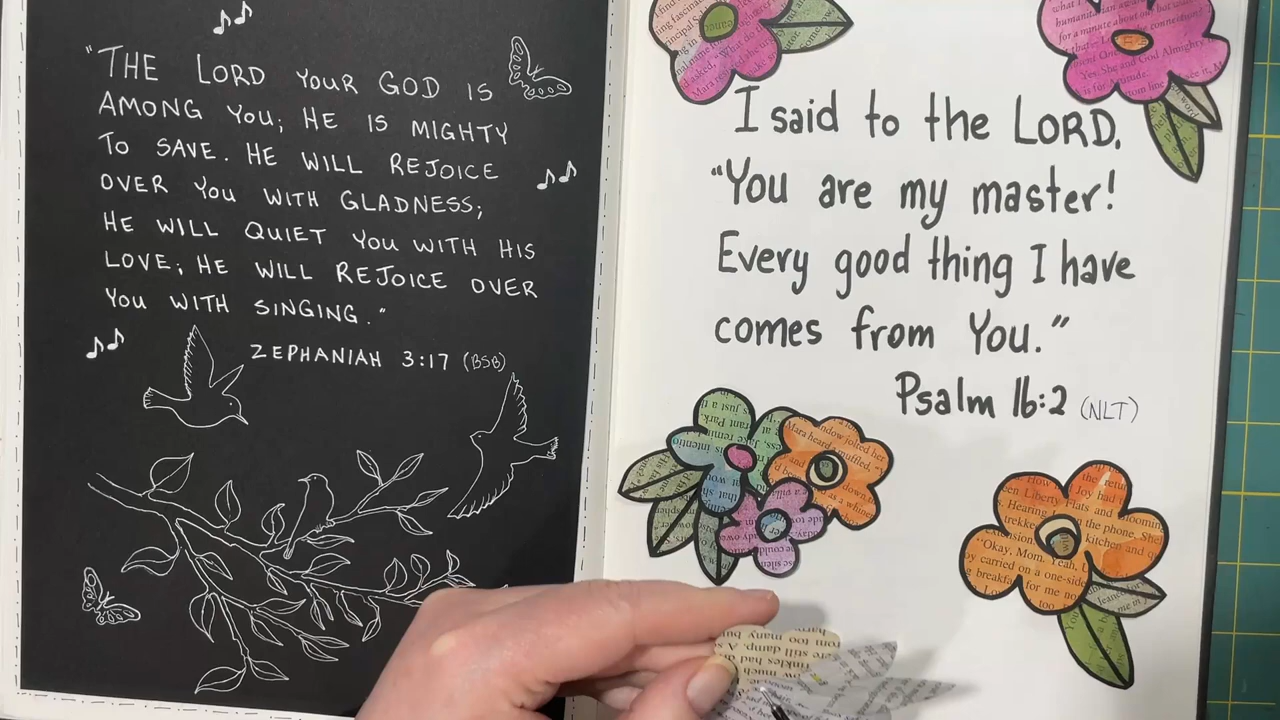 "THE LORD YOUR GOD IS
AMONG YOU; HE IS MIGHTY
TO SAVE. HE WILL REJOICE
OVER YOU WITH GLADNESS;
HE WILL QUIET YOU WITH HIS
LOVE; HE WILL REJOICE OVER
YOU WITH SINGING."
ZEPHANIAH 3:17 (BSB)
I said to the LORD,
"You are my master!
Every good thing I have
comes from You."
Psalm 16:2 (NLT)